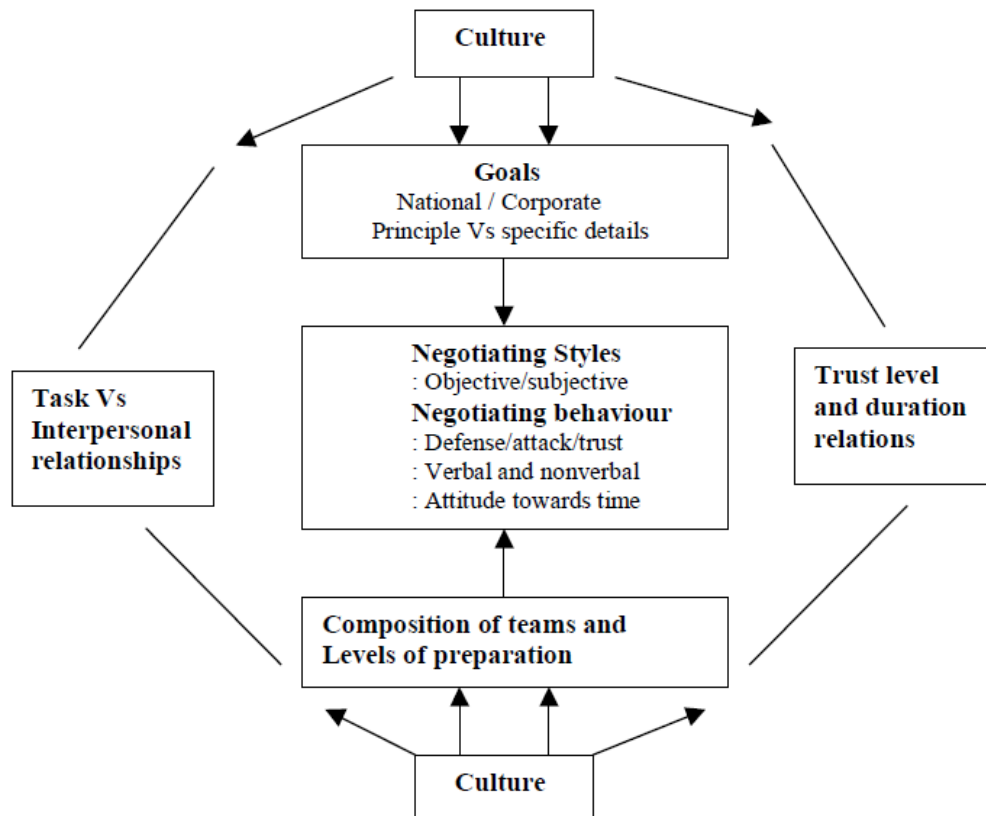 Culture
Goals
National / Corporate
Principle Vs specific details
Negotiating Styles
: Objective/subjective
Negotiating behaviour
: Defense/attack/trust
: Verbal and nonverbal
: Attitude towards time
Task Vs
Interpersonal
relationships
Trust level
and duration
relations
Composition of teams and
Levels of preparation
Culture